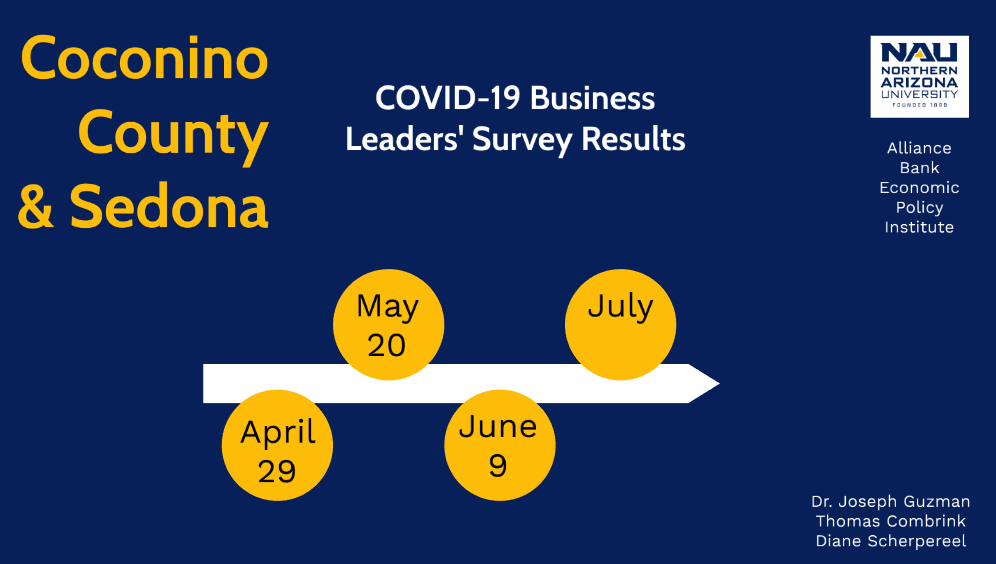 Coconino
County
& Sedona
COVID-19 Business
Leaders' Survey Results
NAU
NORTHERN
ARIZONA
UNIVERSITY
FOUNDED 1899
Alliance
Bank
Economic
Policy
Institute
April
29
May
20
June
9
July
Dr. Joseph Guzman
Thomas Combrink
Diane Scherpereel